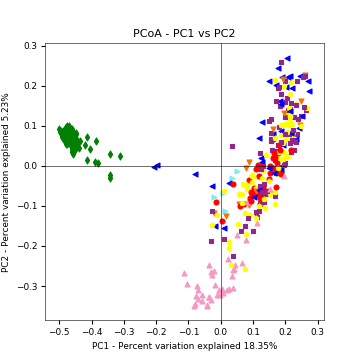 PCoA - PC1 vs PC2
0.3
0.2
0.1
0.0
−0.1
−0.2
−0.3
−0.5 −0.4 −0.3 −0.2 −0.1 0.0 0.1 0.2 0.3
PC2 - Percent variation explained 5.23%
PC1 - Percent variation explained 18.35%